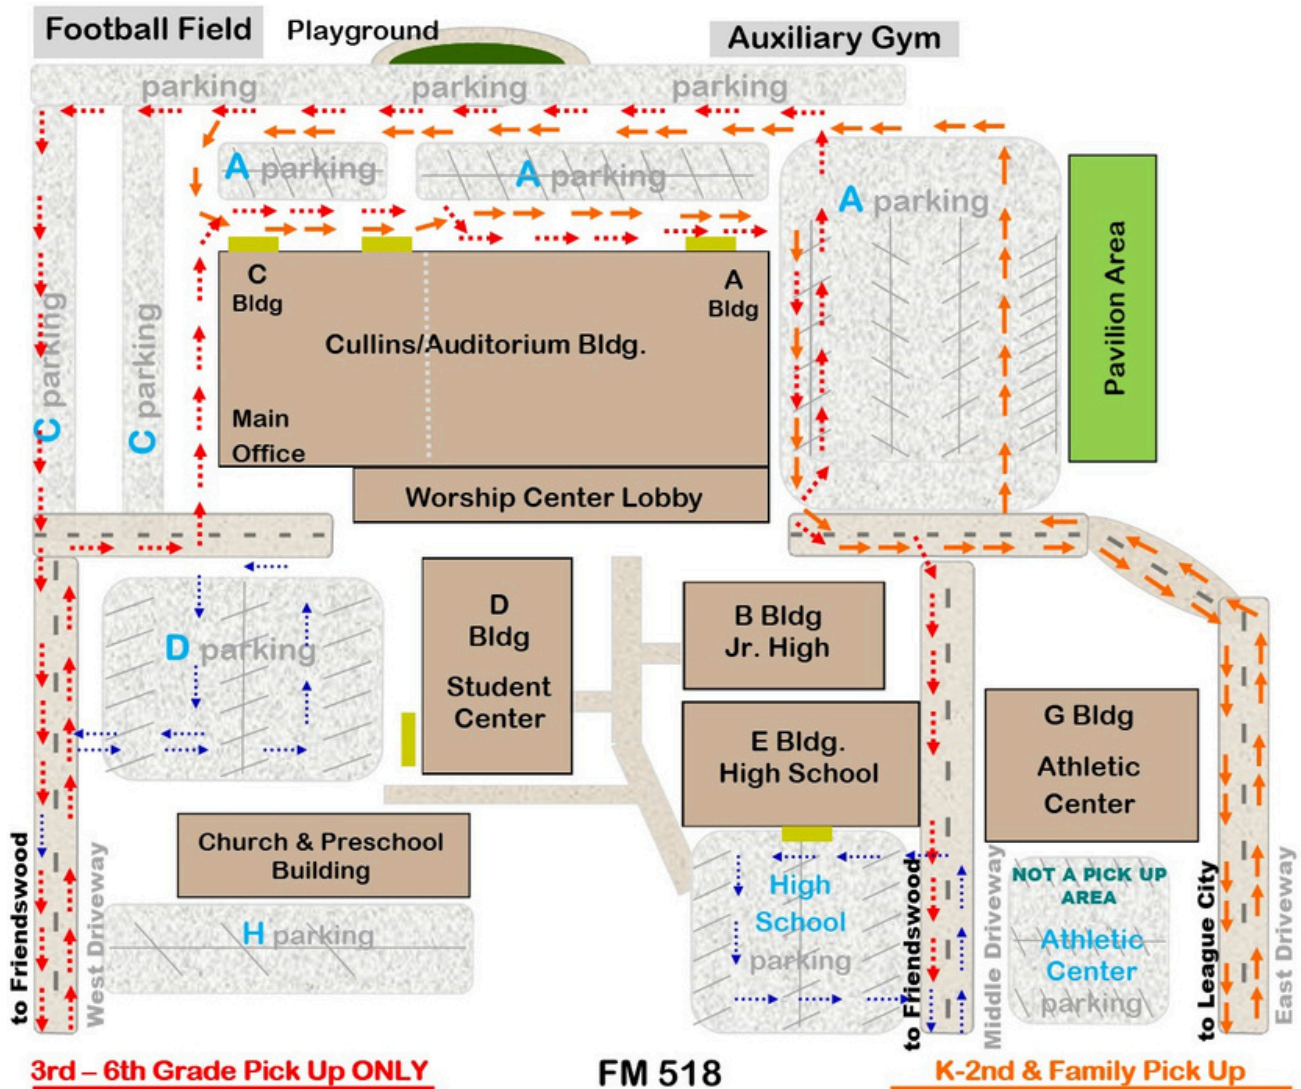 Football Field
Playground
Auxiliary Gym
parking
parking
parking
A parking
A parking
A parking
Pavilion Area
C
Bldg
A
Bldg
Cullins/Auditorium Bldg.
C parking
C parking
Main
Office
Worship Center Lobby
D
Bldg
Student
Center
B Bldg
Jr. High
D parking
E Bldg.
High School
G Bldg
Athletic
Center
Church & Preschool
Building
H parking
High
School
parking
NOT A PICK UP
AREA
Athletic
Center
parking
to Friendswood
West Driveway
to Friendswood
Middle Driveway
to League City
East Driveway
3rd – 6th Grade Pick Up ONLY
FM 518
K-2nd & Family Pick Up